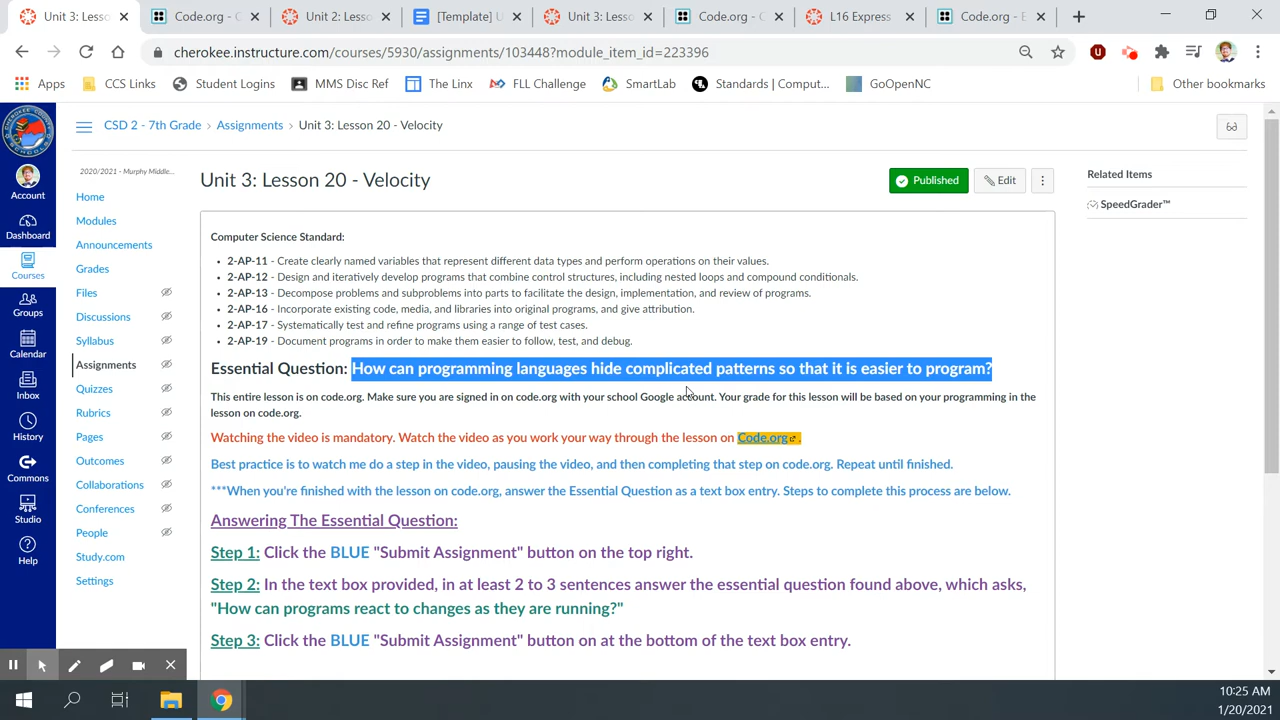 Unit 3: Lesso
Code.org - C
Unit 2: Lesso
[Template] U
Unit 3: Lesso
Code.org - C
L16 Express
Code.org - E
cherokee.instructure.com/courses/5930/assignments/103448?module_item_id=223396
Apps
CCS Links
Student Logins
MMS Disc Ref
The Linx
FLL Challenge
SmartLab
Standards | Comput...
GoOpenNC
Other bookmarks
CSD 2 - 7th Grade > Assignments > Unit 3: Lesson 20 - Velocity
Account
Dashboard
Courses
Groups
Calendar
Inbox
History
Commons
Studio
Help
2020/2021 - Murphy Middle...
Home
Modules
Announcements
Grades
Files
Discussions
Syllabus
Assignments
Quizzes
Rubrics
Pages
Outcomes
Collaborations
Conferences
People
Study.com
Settings
Unit 3: Lesson 20 - Velocity
Published
Edit
Related Items
SpeedGrader™
Computer Science Standard:
• 2-AP-11 - Create clearly named variables that represent different data types and perform operations on their values.
• 2-AP-12 - Design and iteratively develop programs that combine control structures, including nested loops and compound conditionals.
• 2-AP-13 - Decompose problems and subproblems into parts to facilitate the design, implementation, and review of programs.
• 2-AP-16 - Incorporate existing code, media, and libraries into original programs, and give attribution.
• 2-AP-17 - Systematically test and refine programs using a range of test cases.
• 2-AP-19 - Document programs in order to make them easier to follow, test, and debug.
Essential Question: How can programming languages hide complicated patterns so that it is easier to program?
This entire lesson is on code.org. Make sure you are signed in on code.org with your school Google account. Your grade for this lesson will be based on your programming in the
lesson on code.org.
Watching the video is mandatory. Watch the video as you work your way through the lesson on Code.org .
Best practice is to watch me do a step in the video, pausing the video, and then completing that step on code.org. Repeat until finished.
***When you're finished with the lesson on code.org, answer the Essential Question as a text box entry. Steps to complete this process are below.
Answering The Essential Question:
Step 1: Click the BLUE "Submit Assignment" button on the top right.
Step 2: In the text box provided, in at least 2 to 3 sentences answer the essential question found above, which asks,
"How can programs react to changes as they are running?"
Step 3: Click the BLUE "Submit Assignment" button on at the bottom of the text box entry.
10:25 AM
1/20/2021